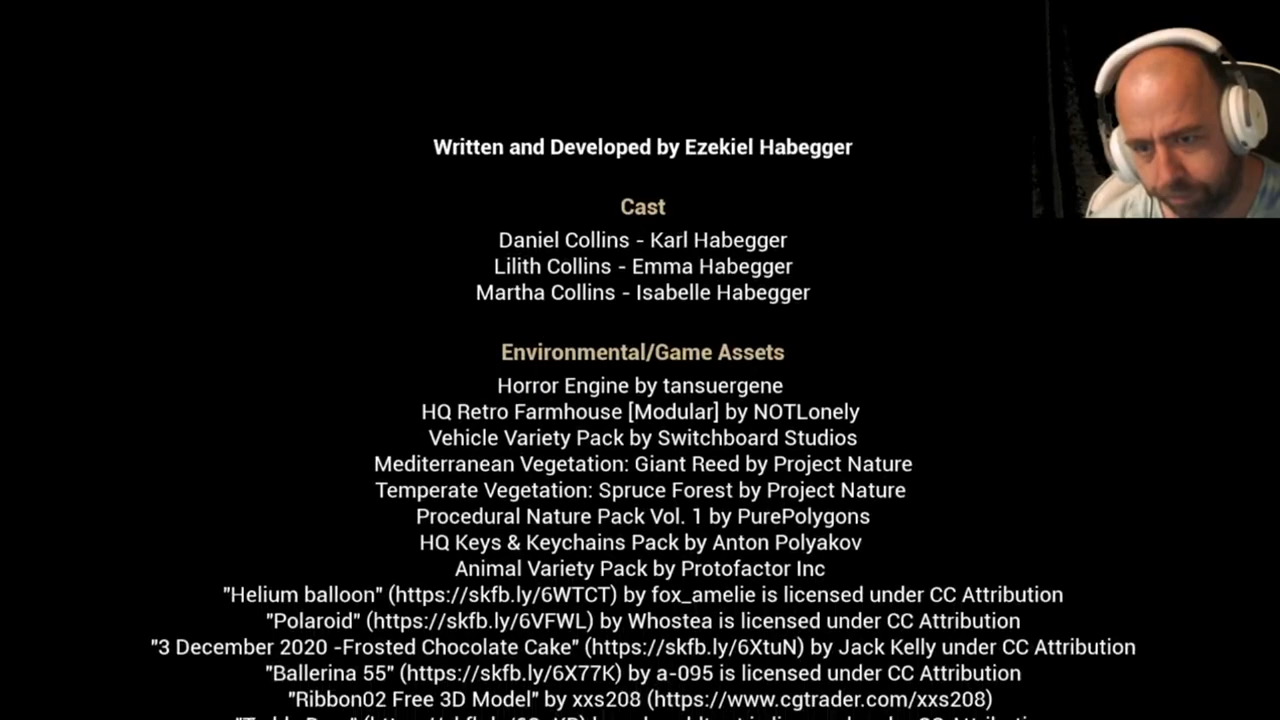 Written and Developed by Ezekiel Habegger
Cast
Daniel Collins - Karl Habegger
Lilith Collins - Emma Habegger
Martha Collins - Isabelle Habegger
Environmental/Game Assets
Horror Engine by tansuergene
HQ Retro Farmhouse [Modular] by NOTLonely
Vehicle Variety Pack by Switchboard Studios
Mediterranean Vegetation: Giant Reed by Project Nature
Temperate Vegetation: Spruce Forest by Project Nature
Procedural Nature Pack Vol. 1 by PurePolygons
HQ Keys & Keychains Pack by Anton Polyakov
Animal Variety Pack by Protofactor Inc
"Helium balloon" (https://skfb.ly/6WTCT) by fox_amelie is licensed under CC Attribution
"Polaroid" (https://skfb.ly/6VFWL) by Whostea is licensed under CC Attribution
"3 December 2020 -Frosted Chocolate Cake" (https://skfb.ly/6XtuN) by Jack Kelly under CC Attribution
"Ballerina 55" (https://skfb.ly/6X77K) by a-095 is licensed under CC Attribution
"Ribbon02 Free 3D Model" by xxs208 (https://www.cgtrader.com/xxs208)